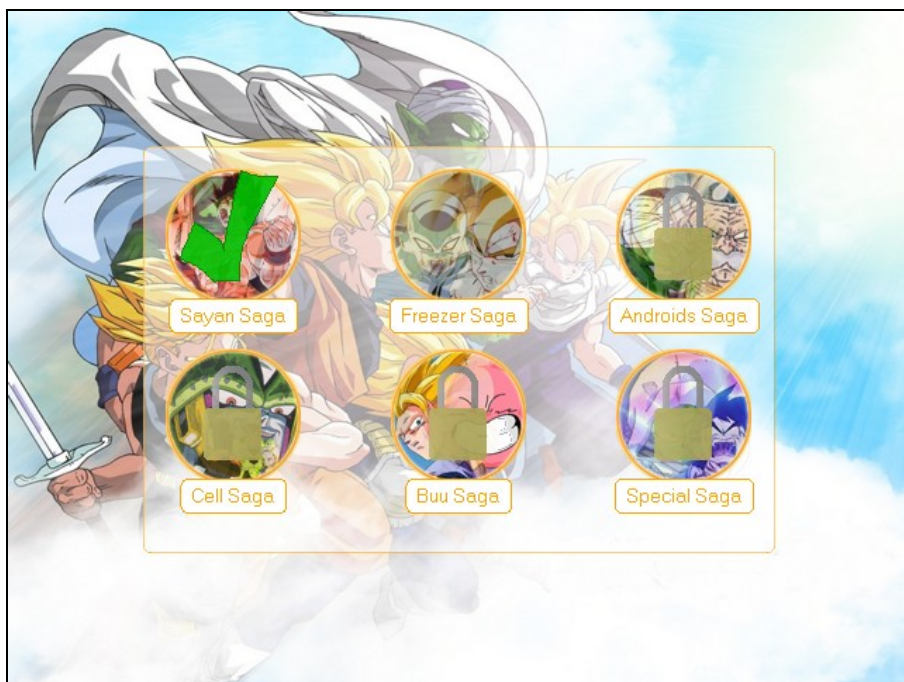 Sayan Saga
Freezer Saga
Androids Saga
Cell Saga
Buu Saga
Special Saga